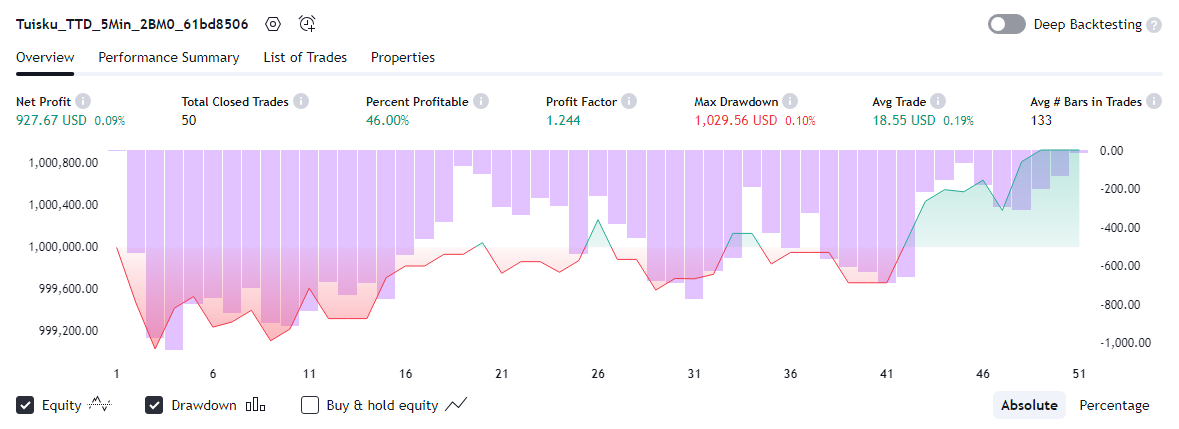 Tuisku_TTD_5Min_2BM0_61bd8506
Deep Backtesting ?
Overview Performance Summary List of Trades Properties
Net Profit i Total Closed Trades i Percent Profitable i Profit Factor i Max Drawdown i Avg Trade i Avg # Bars in Trades i
927.67 USD 0.09% 50 46.00% 1.244 1,029.56 USD 0.10% 18.55 USD 0.19% 133
1,000,800.00 0.00
1,000,400.00 -200.00
1,000,000.00 -400.00
999,600.00 -600.00
999,200.00 -800.00
-1,000.00
1 6 11 16 21 26 31 36 41 46 51
Equity Drawdown Buy & hold equity Absolute Percentage